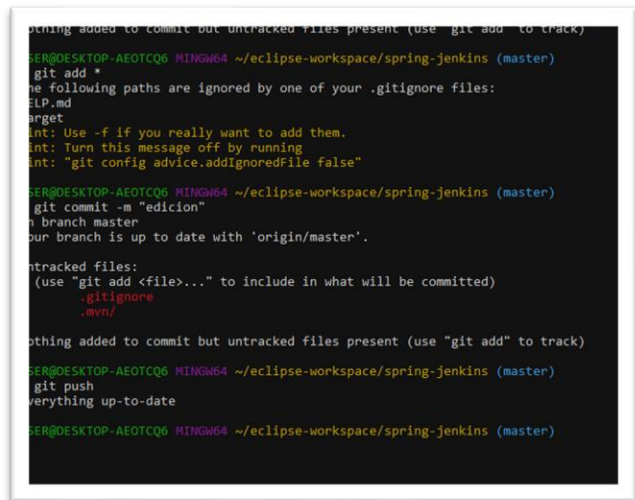 othing added to commit but untracked files present (use "git add" to track)
SER@DESKTOP-AEOTCQ6 MINGW64 ~/eclipse-workspace/spring-jenkins (master)
git add *
he following paths are ignored by one of your .gitignore files:
ELP.md
arget
int: Use -f if you really want to add them.
int: Turn this message off by running
int: "git config advice.addIgnoredFile false"
SER@DESKTOP-AEOTCQ6 MINGW64 ~/eclipse-workspace/spring-jenkins (master)
git commit -m "edicion"
n branch master
our branch is up to date with 'origin/master'.
ntracked files:
(use "git add <file>..." to include in what will be committed)
.gitignore
.mvn/
othing added to commit but untracked files present (use "git add" to track)
SER@DESKTOP-AEOTCQ6 MINGW64 ~/eclipse-workspace/spring-jenkins (master)
git push
verything up-to-date
SER@DESKTOP-AEOTCQ6 MINGW64 ~/eclipse-workspace/spring-jenkins (master)